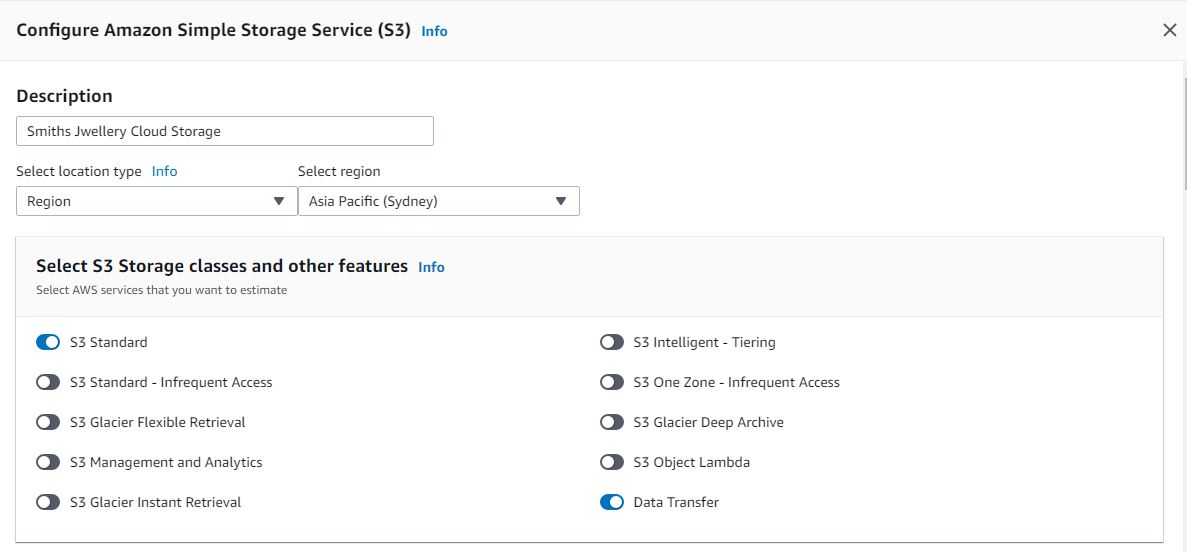 Configure Amazon Simple Storage Service (S3) Info
Description
Smiths Jwellery Cloud Storage
Select location type Info Select region
Region Asia Pacific (Sydney)
Select S3 Storage classes and other features Info
Select AWS services that you want to estimate
S3 Standard S3 Intelligent - Tiering
S3 Standard - Infrequent Access S3 One Zone - Infrequent Access
S3 Glacier Flexible Retrieval S3 Glacier Deep Archive
S3 Management and Analytics S3 Object Lambda
S3 Glacier Instant Retrieval Data Transfer